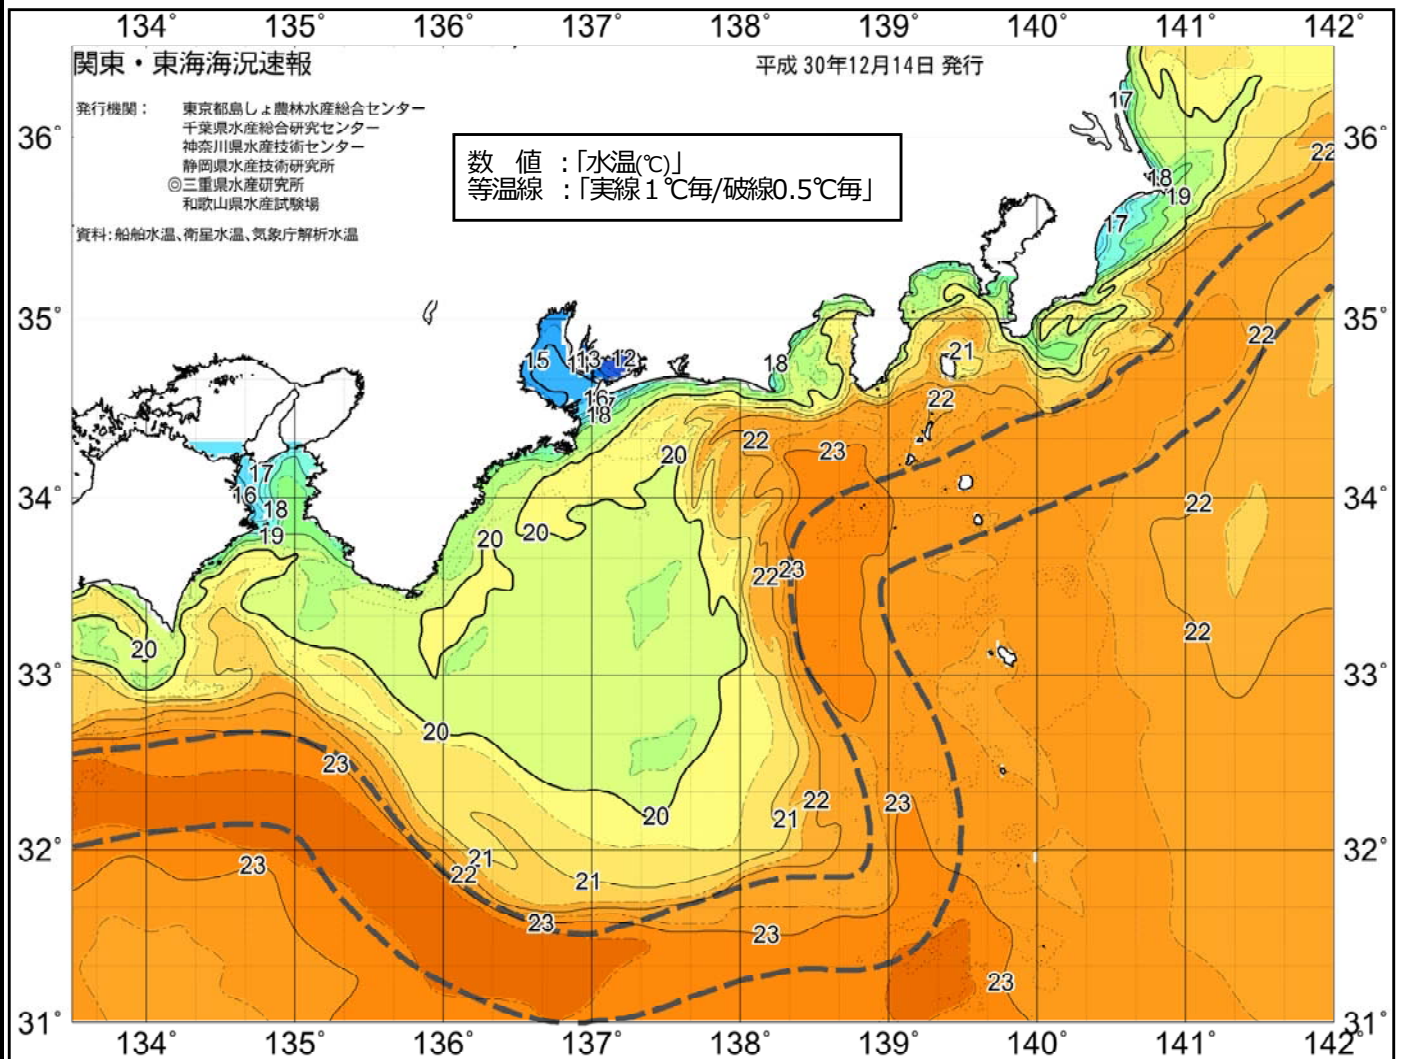 134° 135° 136° 137° 138° 139° 140° 141° 142°
関東・東海海況速報
平成 30年12月14日 発行
発行機関： 東京都島しょ農林水産総合センター
千葉県水産総合研究センター
神奈川県水産技術センター
静岡県水産技術研究所
◎三重県水産研究所
和歌山県水産試験場
資料：船舶水温、衛星水温、気象庁解析水温
数 値 ：「水温(℃)」
等温線 ：「実線１℃毎/破線0.5℃毎」
17
36° 36°
22
18
19
17
35° 35°
22
21
15 13 12
18
16
18
22
22 23
20
17
16
34° 34°
18
22
19
20 20
22 23
22
20
33° 33°
20
23
22 23
20 21
32° 32°
21
23 22
21
23
23
23
31° 31°
134° 135° 136° 137° 138° 139° 140° 141° 142°